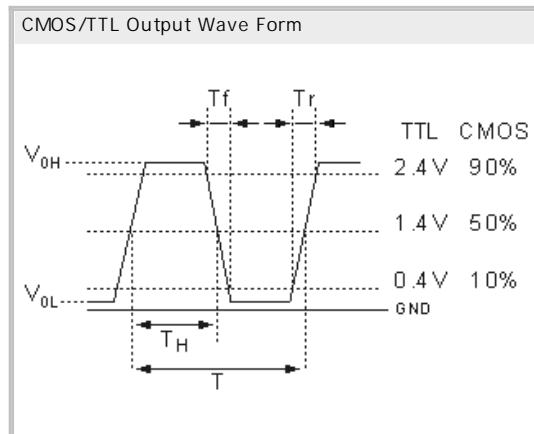 CMOS/TTL Output Wave Form
Tf Tr
TTL CMOS
V0H 2.4V 90%
1.4V 50%
V0L 0.4V 10%
GND
TH
T